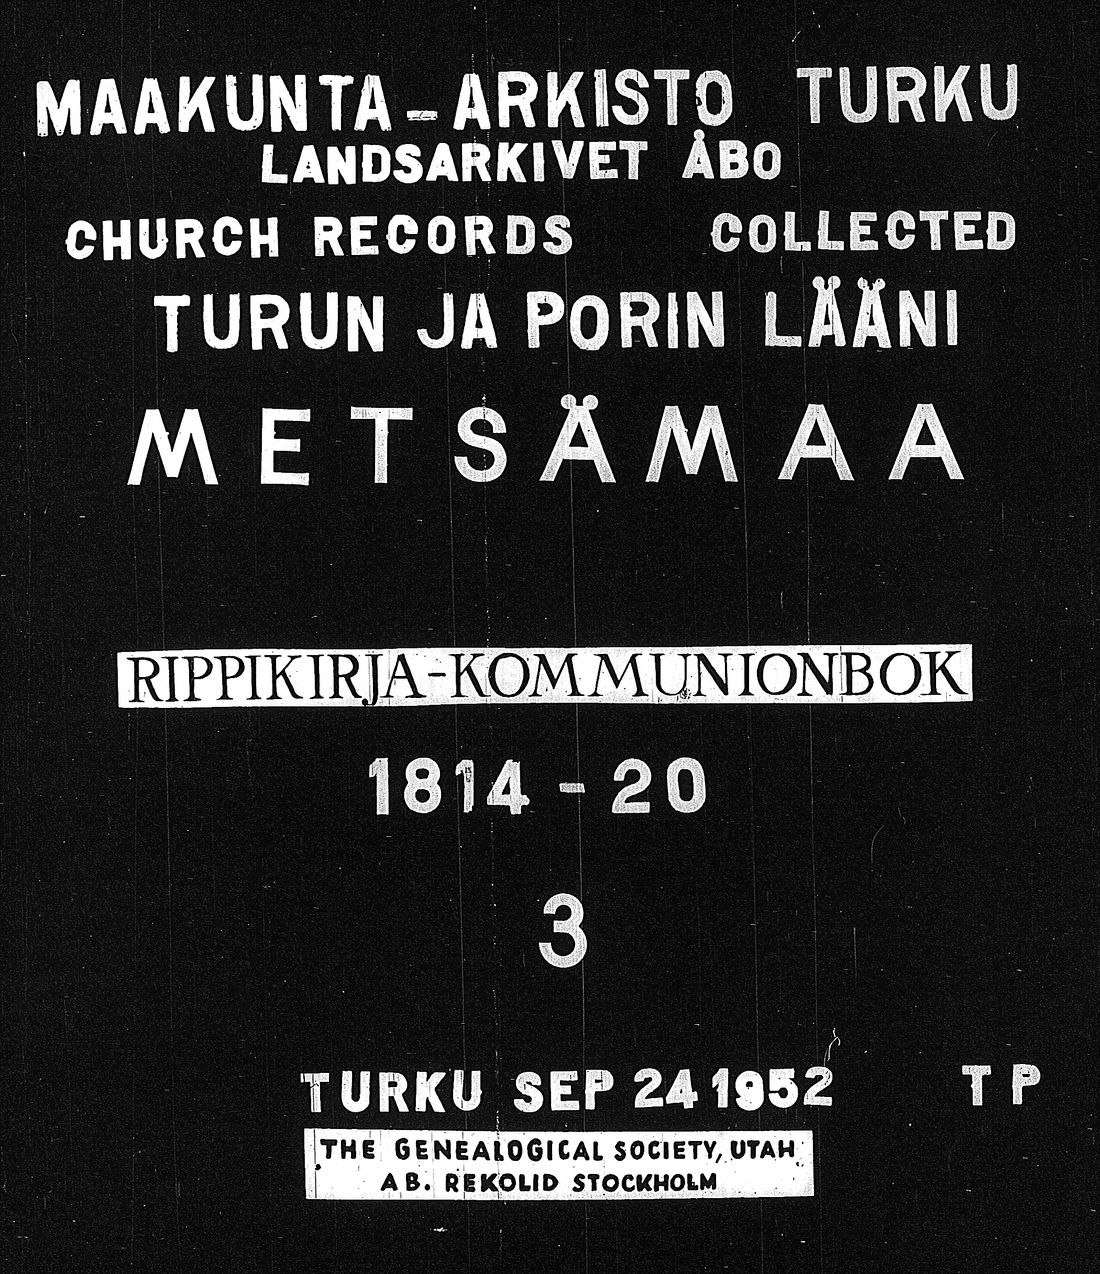 MAAKUNTA-ARKISTO TURKU
LANDSARKIVET ÅBO
CHURCH RECORDS COLLECTED
TURUN JA PORIN LÄÄNI
METSÄMAA
RIPPIKIRJA-KOMMUNIONBOK
1814-20
3
TURKU SEP 24 1952 T P
THE GENEALOGICAL SOCIETY, UTAH
AB. REKOLID STOCKHOLM